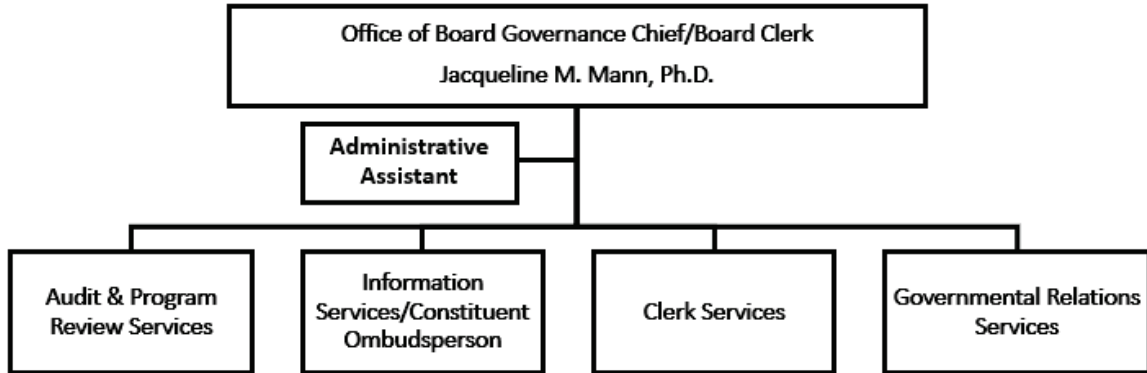 Office of Board Governance Chief/Board Clerk
Jacqueline M. Mann, Ph.D.
Administrative
Assistant
Audit & Program
Review Services
Information
Services/Constituent
Ombudsperson
Clerk Services
Governmental Relations
Services